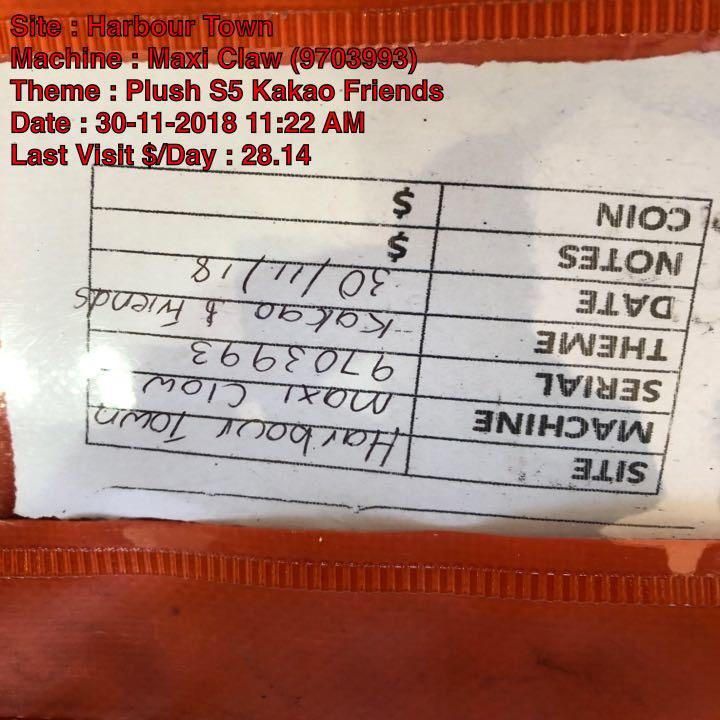 Site : Harbour Town
Machine : Maxi Claw (9703993)
Theme : Plush S5 Kakao Friends
Date : 30-11-2018 11:22 AM
Last Visit $/Day : 28.14
SITE Harbour Town
MACHINE Maxi Claw
SERIAL 9703993
THEME Kakao & Friends
DATE 30/11/18
NOTES $
COIN $